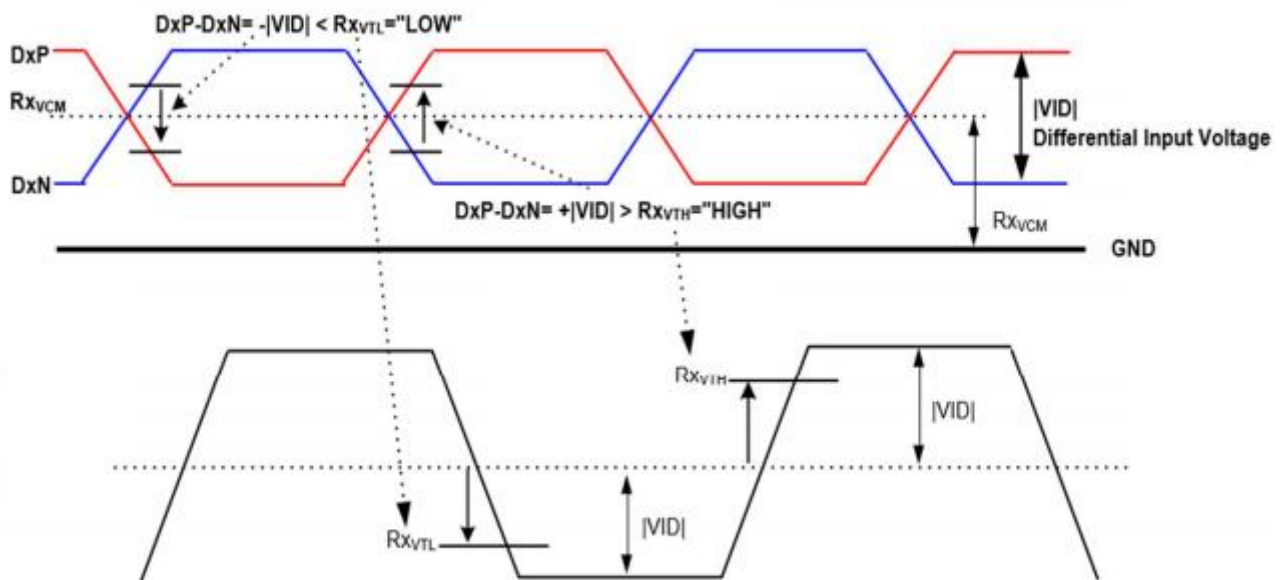 DxP-DxN= -|VID| < RxVTL="LOW"
DxP
RxVCM
|VID|
Differential Input Voltage
DxN
DxP-DxN= +|VID| > RxVTH="HIGH"
RxVCM
GND
RxVTH
|VID|
|VID|
RxVTL